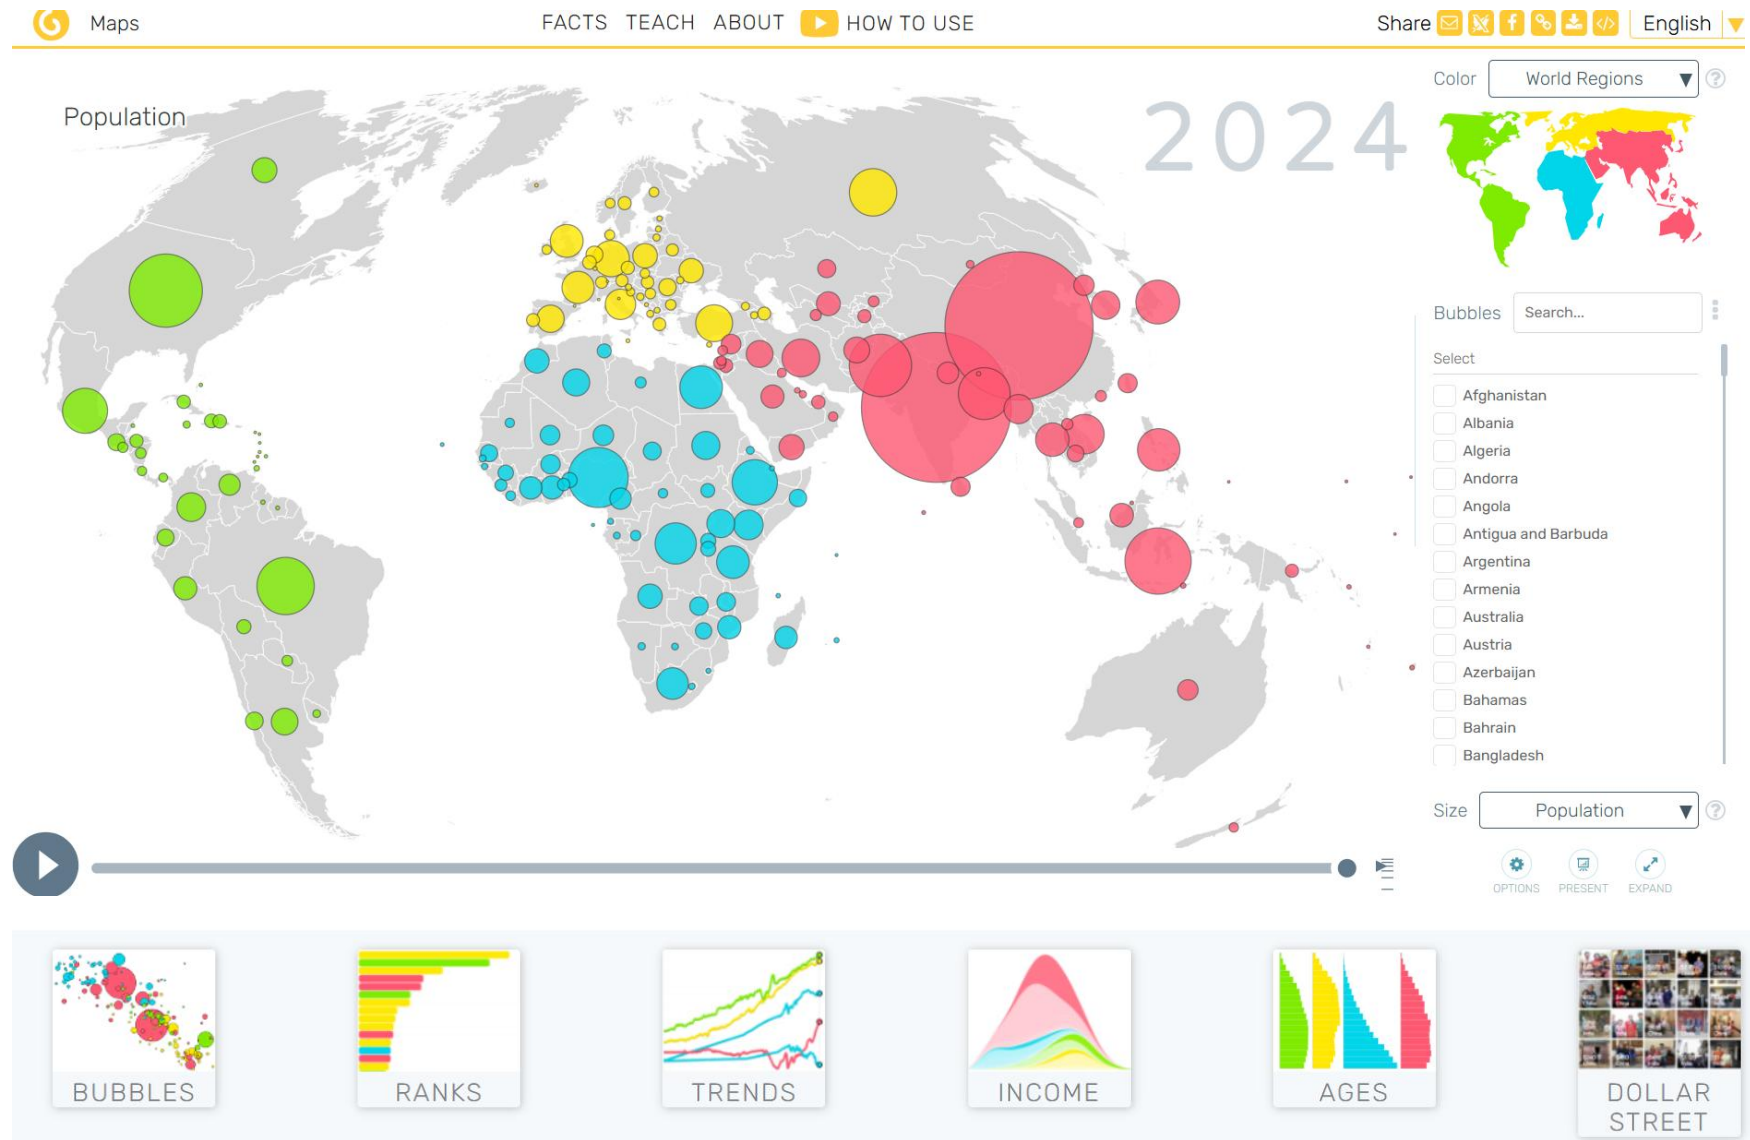 Maps
FACTS TEACH ABOUT HOW TO USE
Share
English
Population
2024
Color
World Regions
?
Bubbles
Search...
Select
Afghanistan
Albania
Algeria
Andorra
Angola
Antigua and Barbuda
Argentina
Armenia
Australia
Austria
Azerbaijan
Bahamas
Bahrain
Bangladesh
Size
Population
?
OPTIONS PRESENT EXPAND
BUBBLES
RANKS
TRENDS
INCOME
AGES
DOLLAR
STREET